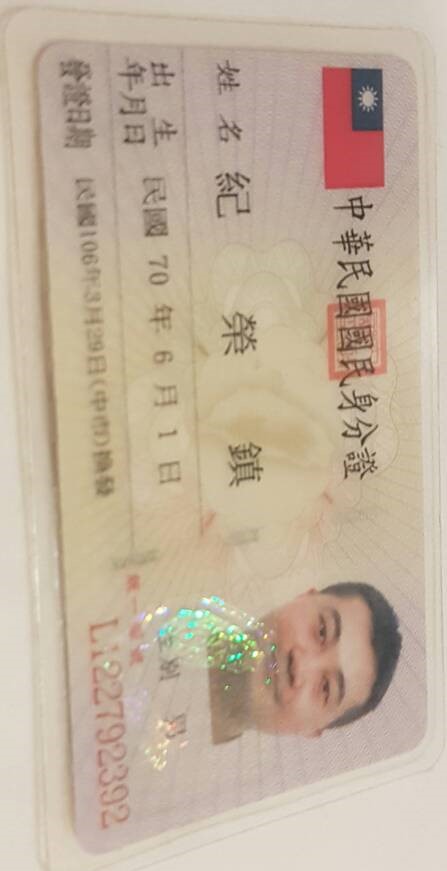 中華民國國民身分證
姓名 紀榮鎮
出生年月日 民國 70 年 6 月 1 日
性別 男
發證日期 民國106年3月29日(中市)換發
統一編號
L122792392